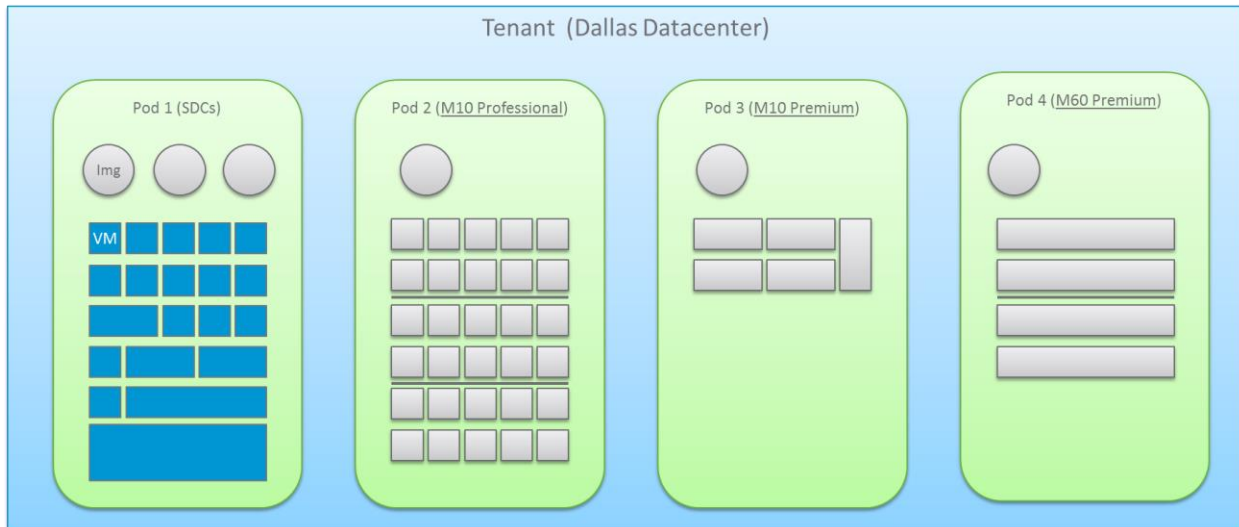 Tenant (Dallas Datacenter)
Pod 1 (SDCs)
Img
VM
Pod 2 (M10 Professional)
Pod 3 (M10 Premium)
Pod 4 (M60 Premium)